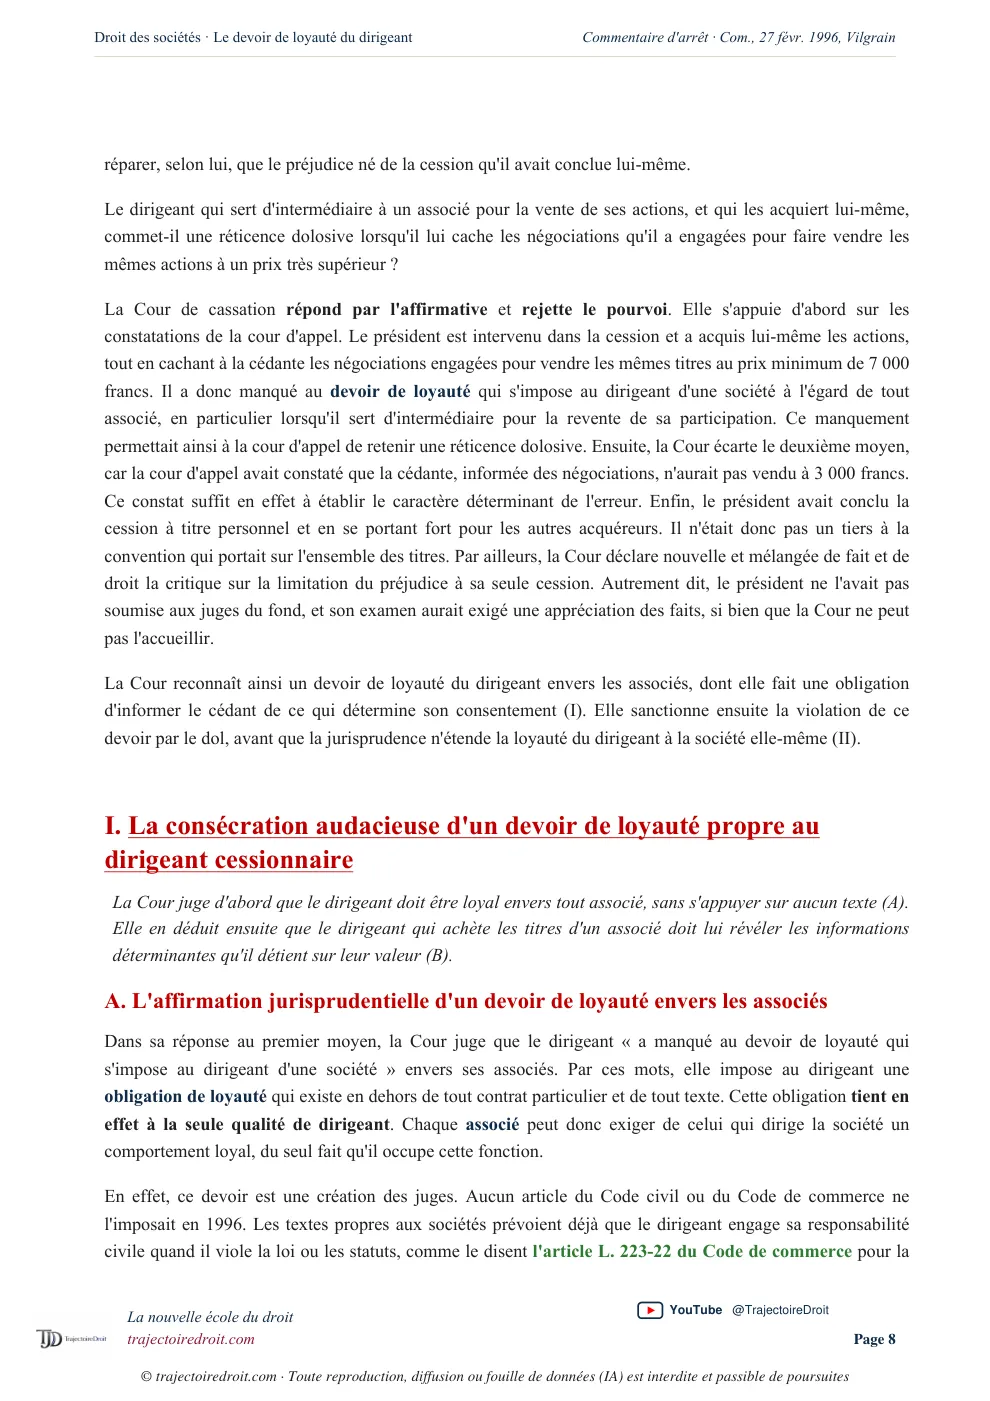 Droit des sociétés · Le devoir de loyauté du dirigeant
Commentaire d'arrêt · Com., 27 févr. 1996, Vilgrain
réparer, selon lui, que le préjudice né de la cession qu'il avait conclue lui-même.
Le dirigeant qui sert d'intermédiaire à un associé pour la vente de ses actions, et qui les acquiert lui-même,
commet-il une réticence dolosive lorsqu'il lui cache les négociations qu'il a engagées pour faire vendre les
mêmes actions à un prix très supérieur ?
La Cour de cassation répond par l'affirmative et rejette le pourvoi. Elle s'appuie d'abord sur les
constatations de la cour d'appel. Le président est intervenu dans la cession et a acquis lui-même les actions,
tout en cachant à la cédante les négociations engagées pour vendre les mêmes titres au prix minimum de 7 000
francs. Il a donc manqué au devoir de loyauté qui s'impose au dirigeant d'une société à l'égard de tout
associé, en particulier lorsqu'il sert d'intermédiaire pour la revente de sa participation. Ce manquement
permettait ainsi à la cour d'appel de retenir une réticence dolosive. Ensuite, la Cour écarte le deuxième moyen,
car la cour d'appel avait constaté que la cédante, informée des négociations, n'aurait pas vendu à 3 000 francs.
Ce constat suffit en effet à établir le caractère déterminant de l'erreur. Enfin, le président avait conclu la
cession à titre personnel et en se portant fort pour les autres acquéreurs. Il n'était donc pas un tiers à la
convention qui portait sur l'ensemble des titres. Par ailleurs, la Cour déclare nouvelle et mélangée de fait et de
droit la critique sur la limitation du préjudice à sa seule cession. Autrement dit, le président ne l'avait pas
soumise aux juges du fond, et son examen aurait exigé une appréciation des faits, si bien que la Cour ne peut
pas l'accueillir.
La Cour reconnaît ainsi un devoir de loyauté du dirigeant envers les associés, dont elle fait une obligation
d'informer le cédant de ce qui détermine son consentement (I). Elle sanctionne ensuite la violation de ce
devoir par le dol, avant que la jurisprudence n'étende la loyauté du dirigeant à la société elle-même (II).
I. La consécration audacieuse d'un devoir de loyauté propre au
dirigeant cessionnaire
La Cour juge d'abord que le dirigeant doit être loyal envers tout associé, sans s'appuyer sur aucun texte (A).
Elle en déduit ensuite que le dirigeant qui achète les titres d'un associé doit lui révéler les informations
déterminantes qu'il détient sur leur valeur (B).
A. L'affirmation jurisprudentielle d'un devoir de loyauté envers les associés
Dans sa réponse au premier moyen, la Cour juge que le dirigeant « a manqué au devoir de loyauté qui
s'impose au dirigeant d'une société » envers ses associés. Par ces mots, elle impose au dirigeant une
obligation de loyauté qui existe en dehors de tout contrat particulier et de tout texte. Cette obligation tient en
effet à la seule qualité de dirigeant. Chaque associé peut donc exiger de celui qui dirige la société un
comportement loyal, du seul fait qu'il occupe cette fonction.
En effet, ce devoir est une création des juges. Aucun article du Code civil ou du Code de commerce ne
l'imposait en 1996. Les textes propres aux sociétés prévoient déjà que le dirigeant engage sa responsabilité
civile quand il viole la loi ou les statuts, comme le disent l'article L. 223-22 du Code de commerce pour la
La nouvelle école du droit
trajectoiredroit.com
TJD TrajectoireDroit
YouTube @TrajectoireDroit
Page 8
© trajectoiredroit.com · Toute reproduction, diffusion ou fouille de données (IA) est interdite et passible de poursuites